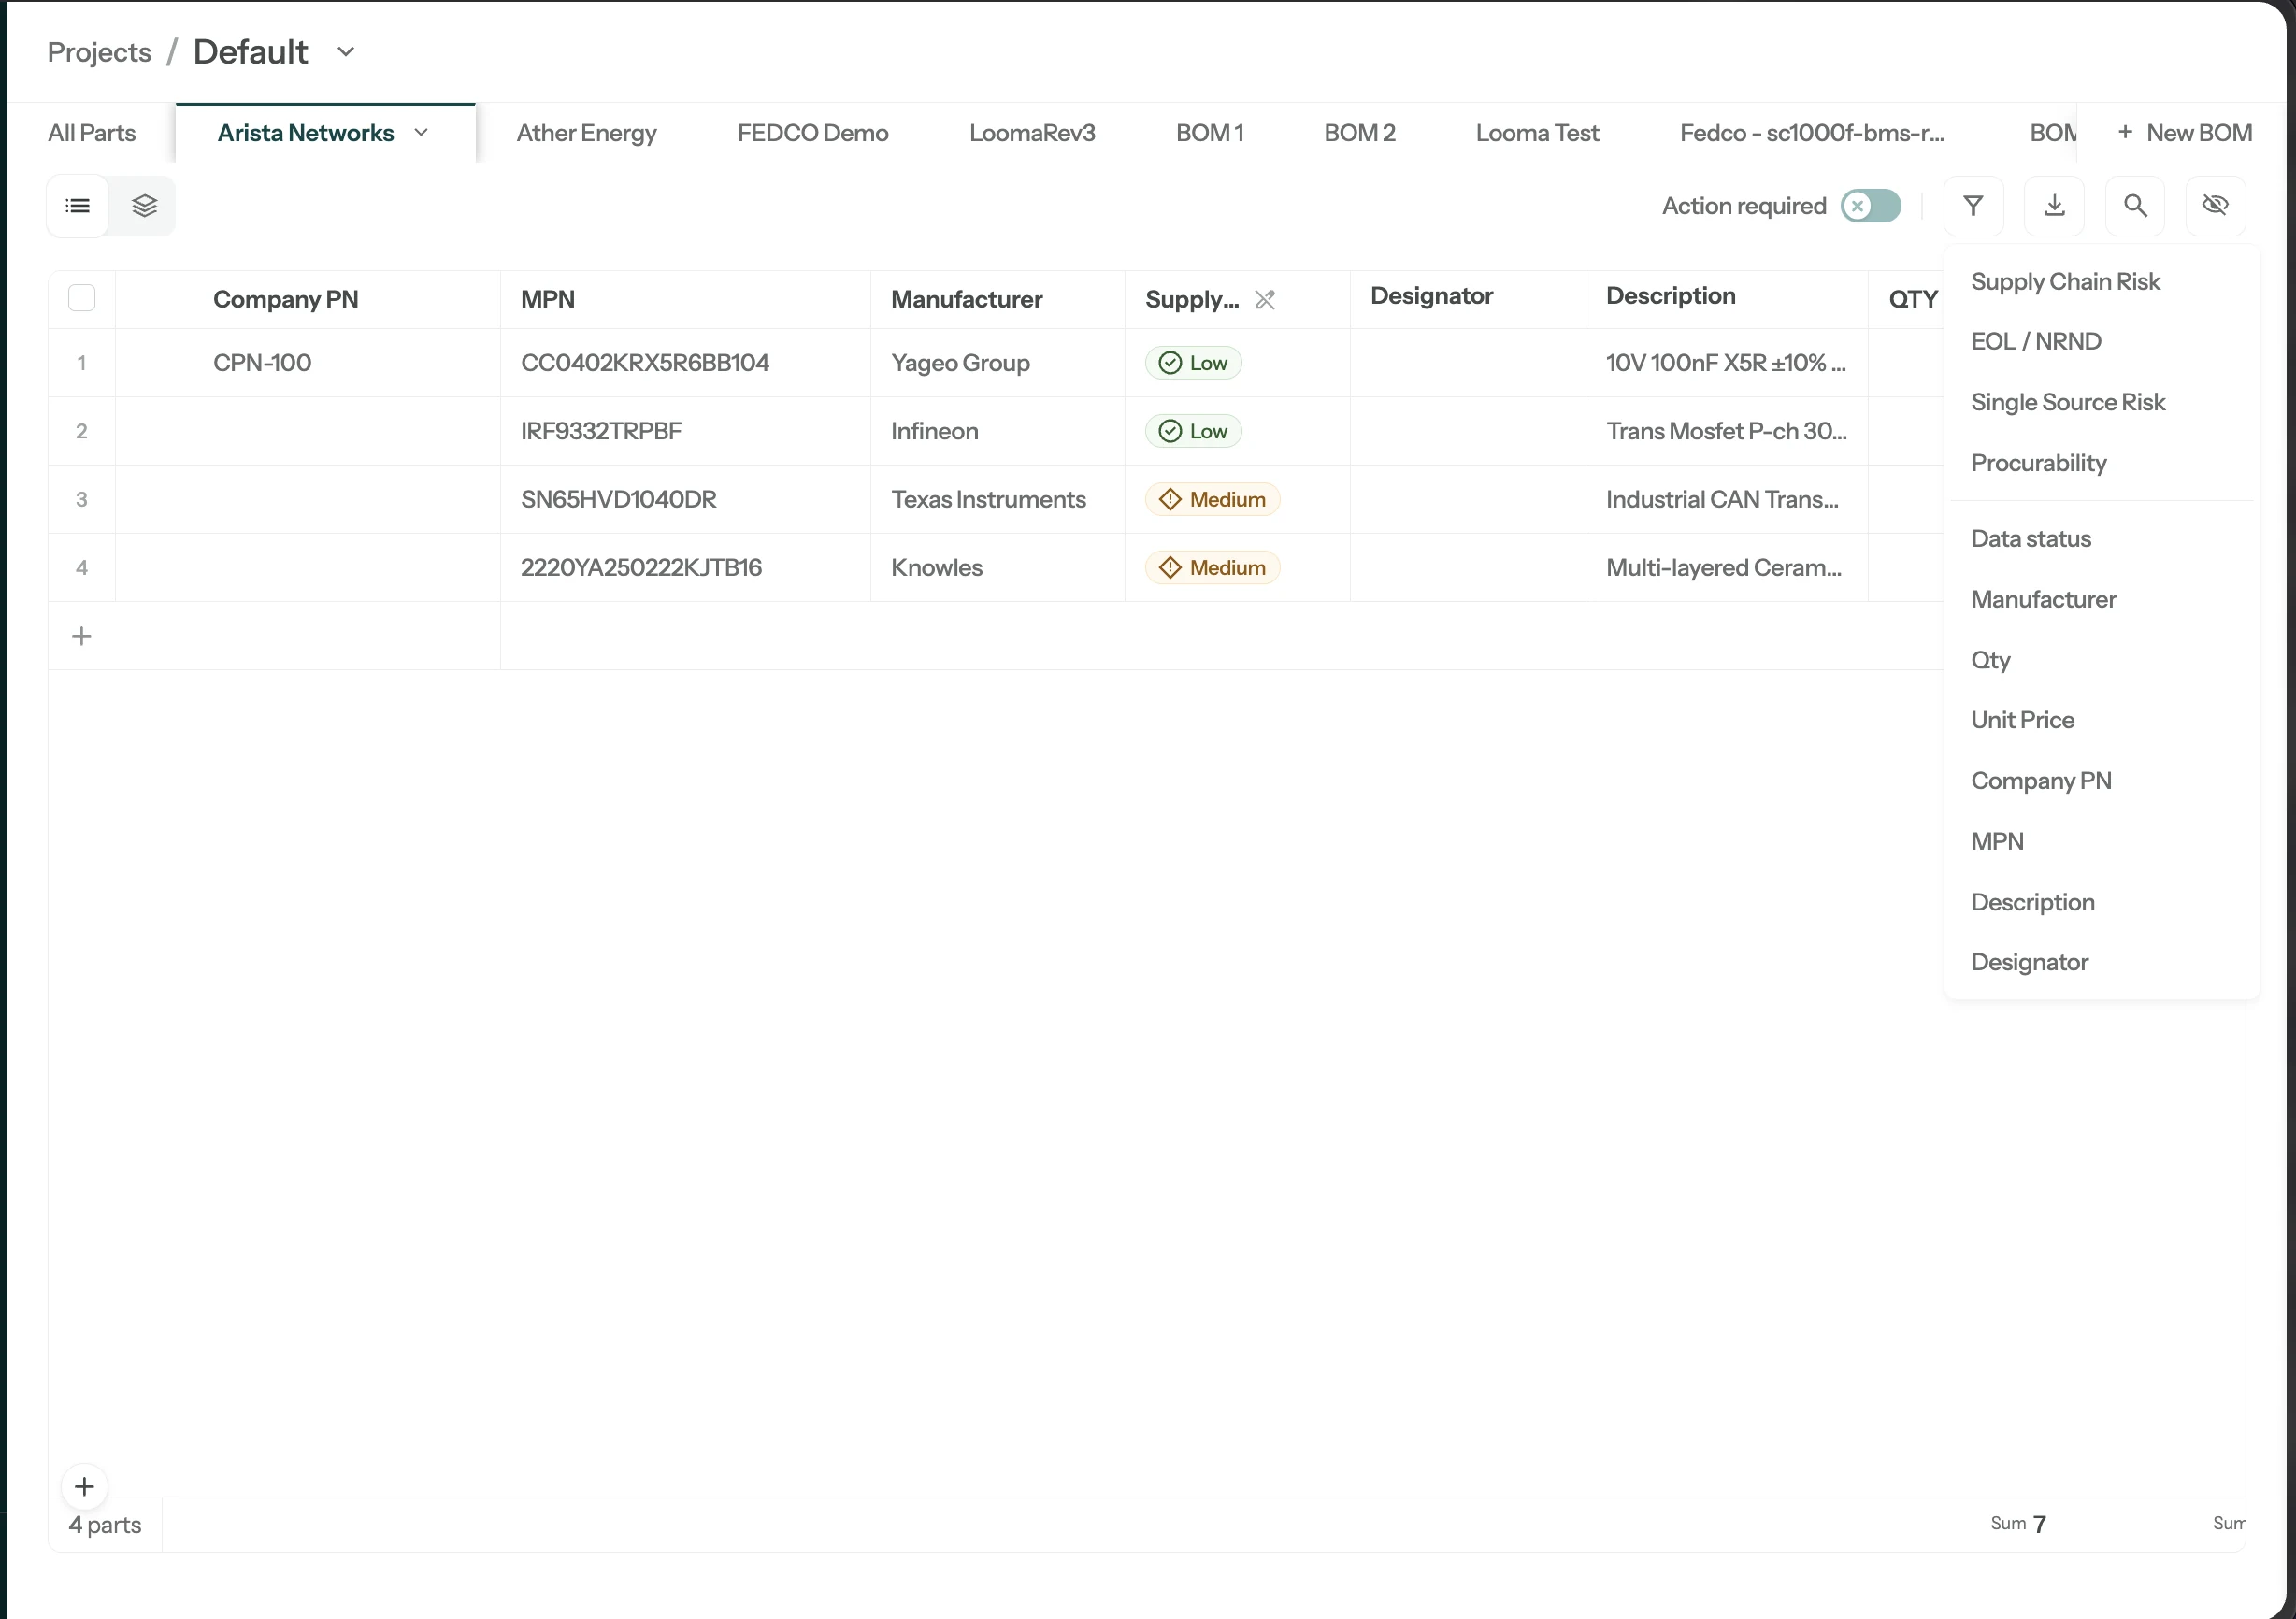 Projects / Default
All Parts
Arista Networks
Ather Energy
FEDCO Demo
LoomaRev3
BOM 1
BOM 2
Looma Test
Fedco - sc1000f-bms-r...
BOM
+ New BOM
Action required
Company PN
MPN
Manufacturer
Supply...
Designator
Description
QTY
1
CPN-100
CC0402KRX5R6BB104
Yageo Group
Low
10V 100nF X5R ±10% ...
2
IRF9332TRPBF
Infineon
Low
Trans Mosfet P-ch 30...
3
SN65HVD1040DR
Texas Instruments
Medium
Industrial CAN Trans...
4
2220YA250222KJTB16
Knowles
Medium
Multi-layered Ceram...
Supply Chain Risk
EOL / NRND
Single Source Risk
Procurability
Data status
Manufacturer
Qty
Unit Price
Company PN
MPN
Description
Designator
4 parts
Sum 7
Sum